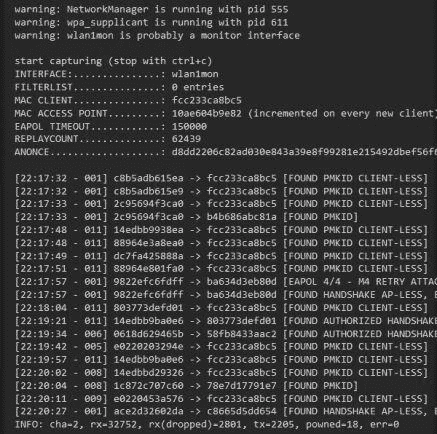 warning: NetworkManager is running with pid 555
warning: wpa_supplicant is running with pid 611
warning: wlan1mon is probably a monitor interface
start capturing (stop with ctrl+c)
INTERFACE:...............: wlan1mon
FILTERLIST...............: 0 entries
MAC CLIENT...............: fcc233ca8bc5
MAC ACCESS POINT.........: 10ae604b9e82 (incremented on every new client)
EAPOL TIMEOUT............: 150000
REPLAYCOUNT..............: 62439
ANONCE...................: d8dd2206c82ad030e843a39e8f99281e215492dbef56f6
[22:17:32 - 001] c8b5adb615ea -> fcc233ca8bc5 [FOUND PMKID CLIENT-LESS]
[22:17:32 - 001] c8b5adb615e9 -> fcc233ca8bc5 [FOUND PMKID CLIENT-LESS]
[22:17:33 - 001] 2c95694f3ca0 -> fcc233ca8bc5 [FOUND PMKID CLIENT-LESS]
[22:17:33 - 001] 2c95694f3ca0 -> b4b686abc81a [FOUND PMKID]
[22:17:48 - 011] 14edbb9938ea -> fcc233ca8bc5 [FOUND PMKID CLIENT-LESS]
[22:17:48 - 011] 88964e3a8ea0 -> fcc233ca8bc5 [FOUND PMKID CLIENT-LESS]
[22:17:49 - 011] dc7fa425888a -> fcc233ca8bc5 [FOUND PMKID CLIENT-LESS]
[22:17:51 - 011] 88964e801fa0 -> fcc233ca8bc5 [FOUND PMKID CLIENT-LESS]
[22:17:57 - 001] 9822efc6fdff -> ba634d3eb80d [EAPOL 4/4 - M4 RETRY ATTAC
[22:17:57 - 001] 9822efc6fdff -> ba634d3eb80d [FOUND HANDSHAKE AP-LESS, E
[22:18:04 - 011] 803773defd01 -> fcc233ca8bc5 [FOUND PMKID CLIENT-LESS]
[22:19:21 - 011] 14edbb9ba0e6 -> 803773defd01 [FOUND AUTHORIZED HANDSHAKE
[22:19:34 - 006] 0618d629465b -> 58fb8433aac2 [FOUND AUTHORIZED HANDSHAKE
[22:19:42 - 005] e0220203294e -> fcc233ca8bc5 [FOUND PMKID CLIENT-LESS]
[22:19:57 - 011] 14edbb9ba0e6 -> fcc233ca8bc5 [FOUND PMKID CLIENT-LESS]
[22:20:02 - 008] 14edbbd29326 -> fcc233ca8bc5 [FOUND PMKID CLIENT-LESS]
[22:20:04 - 008] 1c872c707c60 -> 78e7d17791e7 [FOUND PMKID]
[22:20:11 - 009] e0220453a576 -> fcc233ca8bc5 [FOUND PMKID CLIENT-LESS]
[22:20:27 - 001] ace2d32602da -> c8665d5dd654 [FOUND HANDSHAKE AP-LESS, E
INFO: cha=2, rx=32752, rx(dropped)=2801, tx=2205, powned=18, err=0